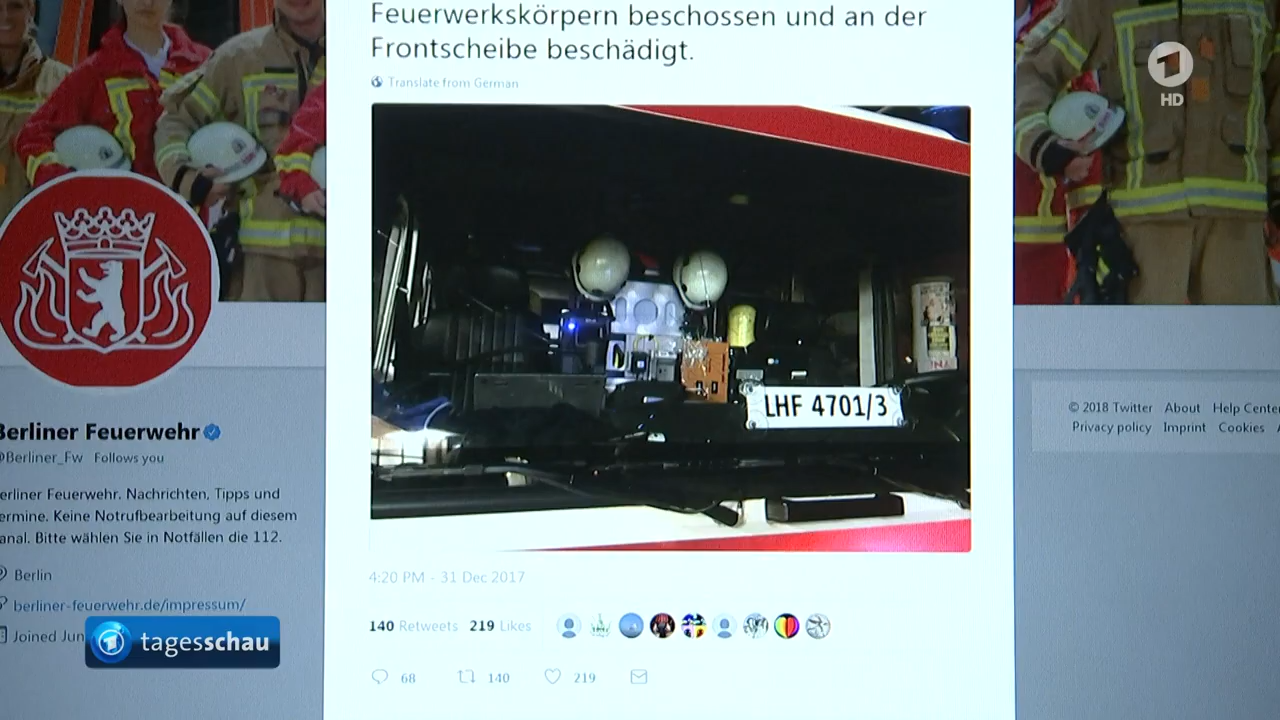 Feuerwerkskörpern beschossen und an der
Frontscheibe beschädigt.
Translate from German
1
HD
LHF 4701/3
Berliner Feuerwehr
@Berliner_Fw Follows you
erliner Feuerwehr. Nachrichten, Tipps und
ermine. Keine Notrufbearbeitung auf diesem
anal. Bitte wählen Sie in Notfällen die 112.
Berlin
berliner-feuerwehr.de/impressum/
Joined Jun
1 tagesschau
4:20 PM - 31 Dec 2017
140 Retweets 219 Likes
68 140 219
© 2018 Twitter About Help Cente
Privacy policy Imprint Cookies A